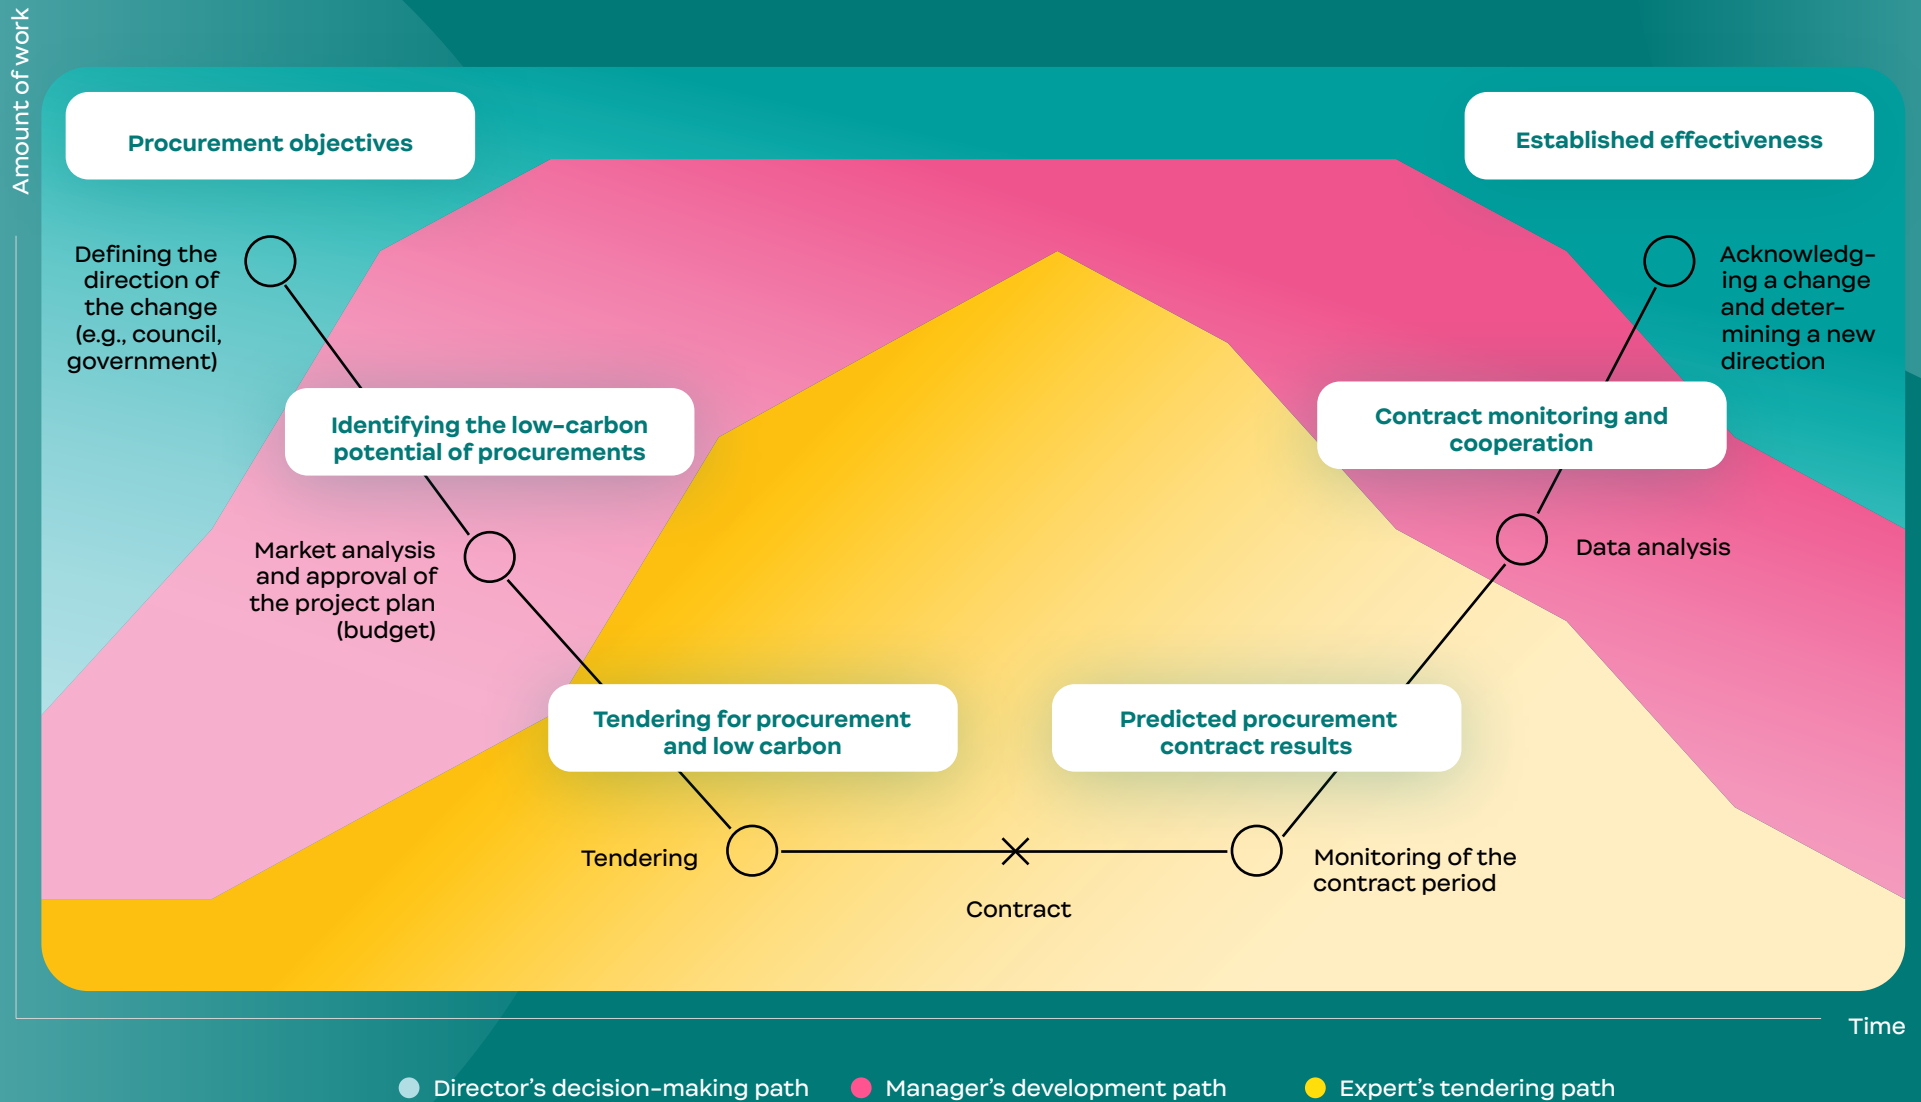 Amount of work
Procurement objectives
Established effectiveness
Defining the
direction of
the change
(e.g., council,
government)
Acknowledg-
ing a change
and deter-
mining a new
direction
Identifying the low-carbon
potential of procurements
Contract monitoring and
cooperation
Market analysis
and approval of
the project plan
(budget)
Data analysis
Tendering for procurement
and low carbon
Predicted procurement
contract results
Tendering
Contract
Monitoring of the
contract period
Time
Director's decision-making path
Manager's development path
Expert's tendering path